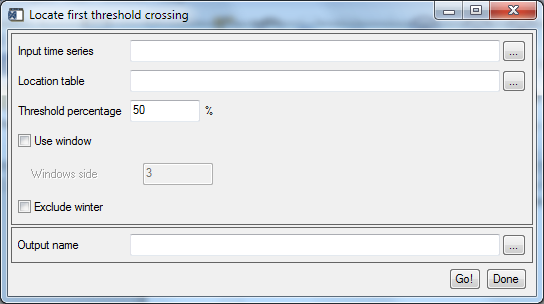 Locate first threshold crossing
Input time series ...
Location table ...
Threshold percentage 50 %
Use window
Windows side 3
Exclude winter
Output name ...
Go! Done